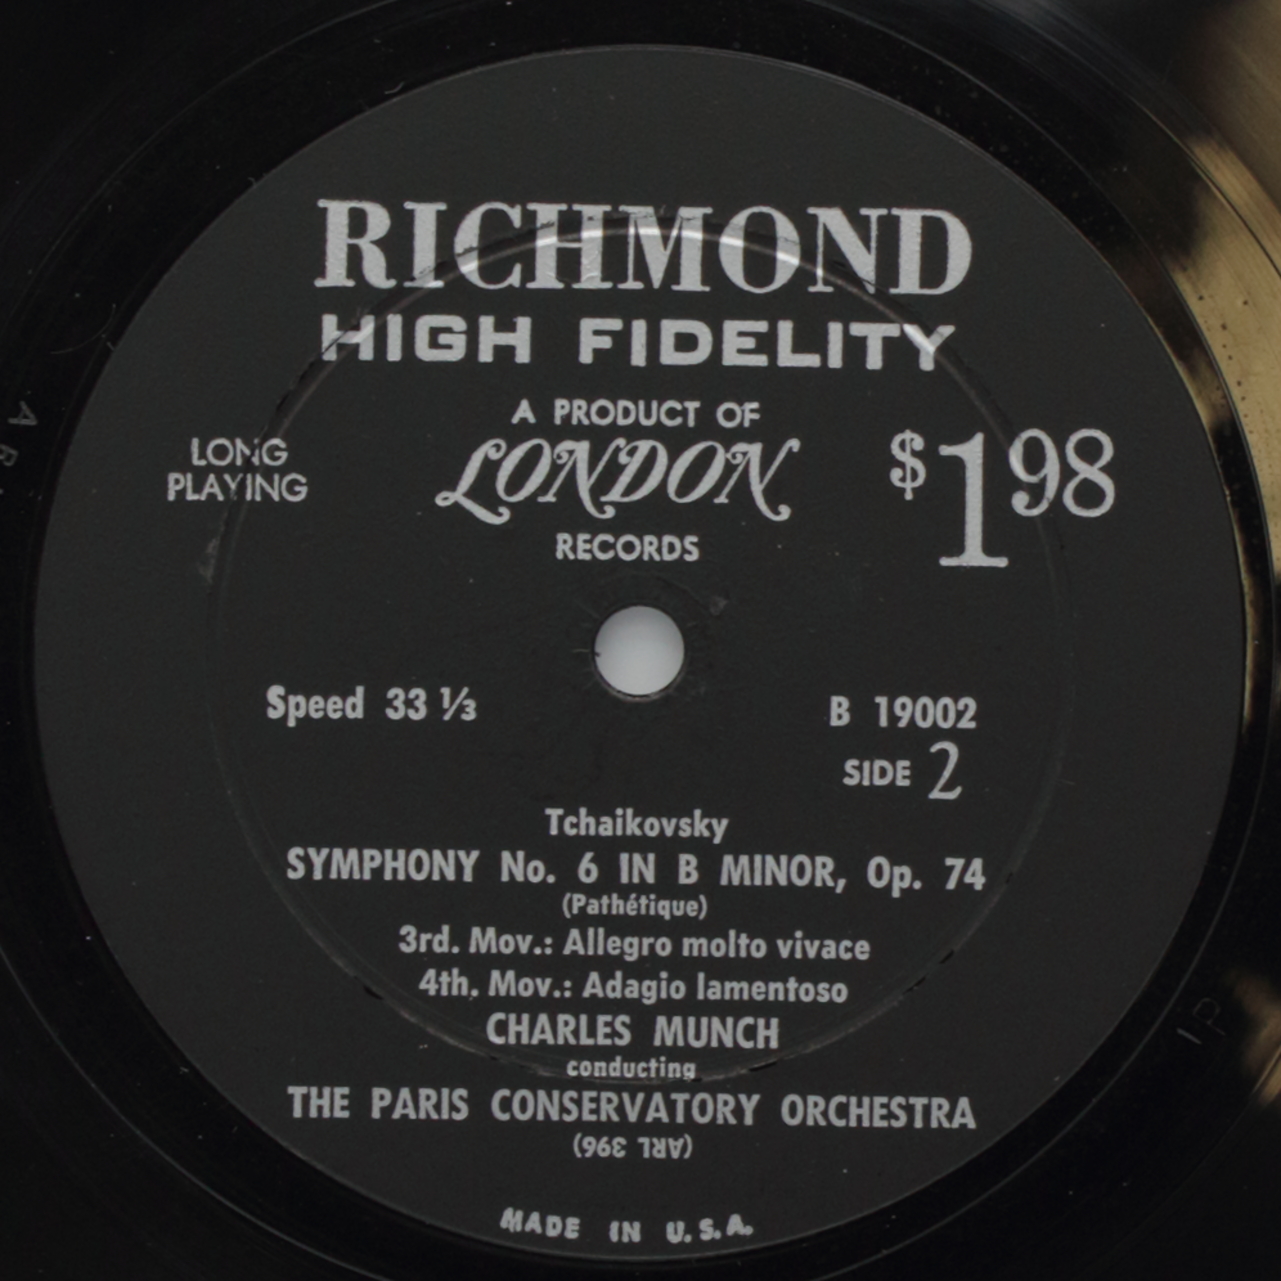 RICHMOND
HIGH FIDELITY
A PRODUCT OF
LONDON
RECORDS
LONG
PLAYING
$1 98
Speed 33 ⅓
B 19002
SIDE 2
Tchaikovsky
SYMPHONY No. 6 IN B MINOR, Op. 74
(Pathétique)
3rd. Mov.: Allegro molto vivace
4th. Mov.: Adagio lamentoso
CHARLES MUNCH
conducting
THE PARIS CONSERVATORY ORCHESTRA
(ARL 396)
MADE IN U.S.A.